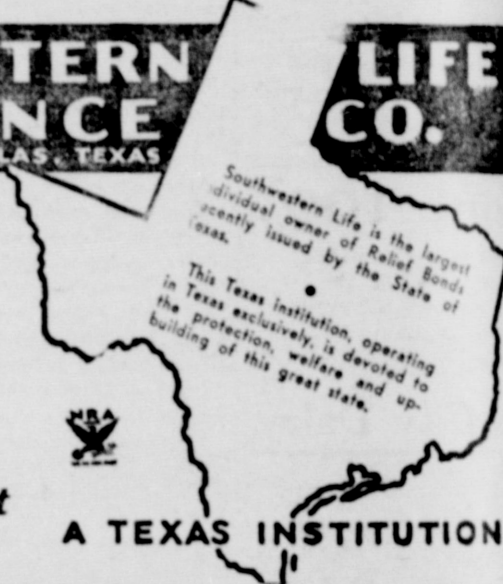 TERN LIFE
NCE CO.
LAS, TEXAS
Southwestern Life is the largest
dividual owner of Relief Bonds
ecently issued by the State of
Texas.
This Texas institution, operating
in Texas exclusively, is devoted to
the protection, welfare and up-
building of this great state.
NRA
A TEXAS INSTITUTION